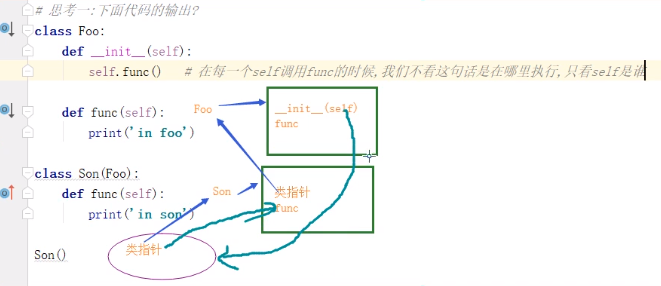 # 思考一:下面代码的输出?
class Foo:
def __init__(self):
self.func() # 在每一个self调用func的时候,我们不看这句话是在哪里执行,只看self是谁
Foo
__init__(self)
func
def func(self):
print('in foo')
class Son(Foo):
Son
类指针
func
def func(self):
print('in son')
Son()
类指针